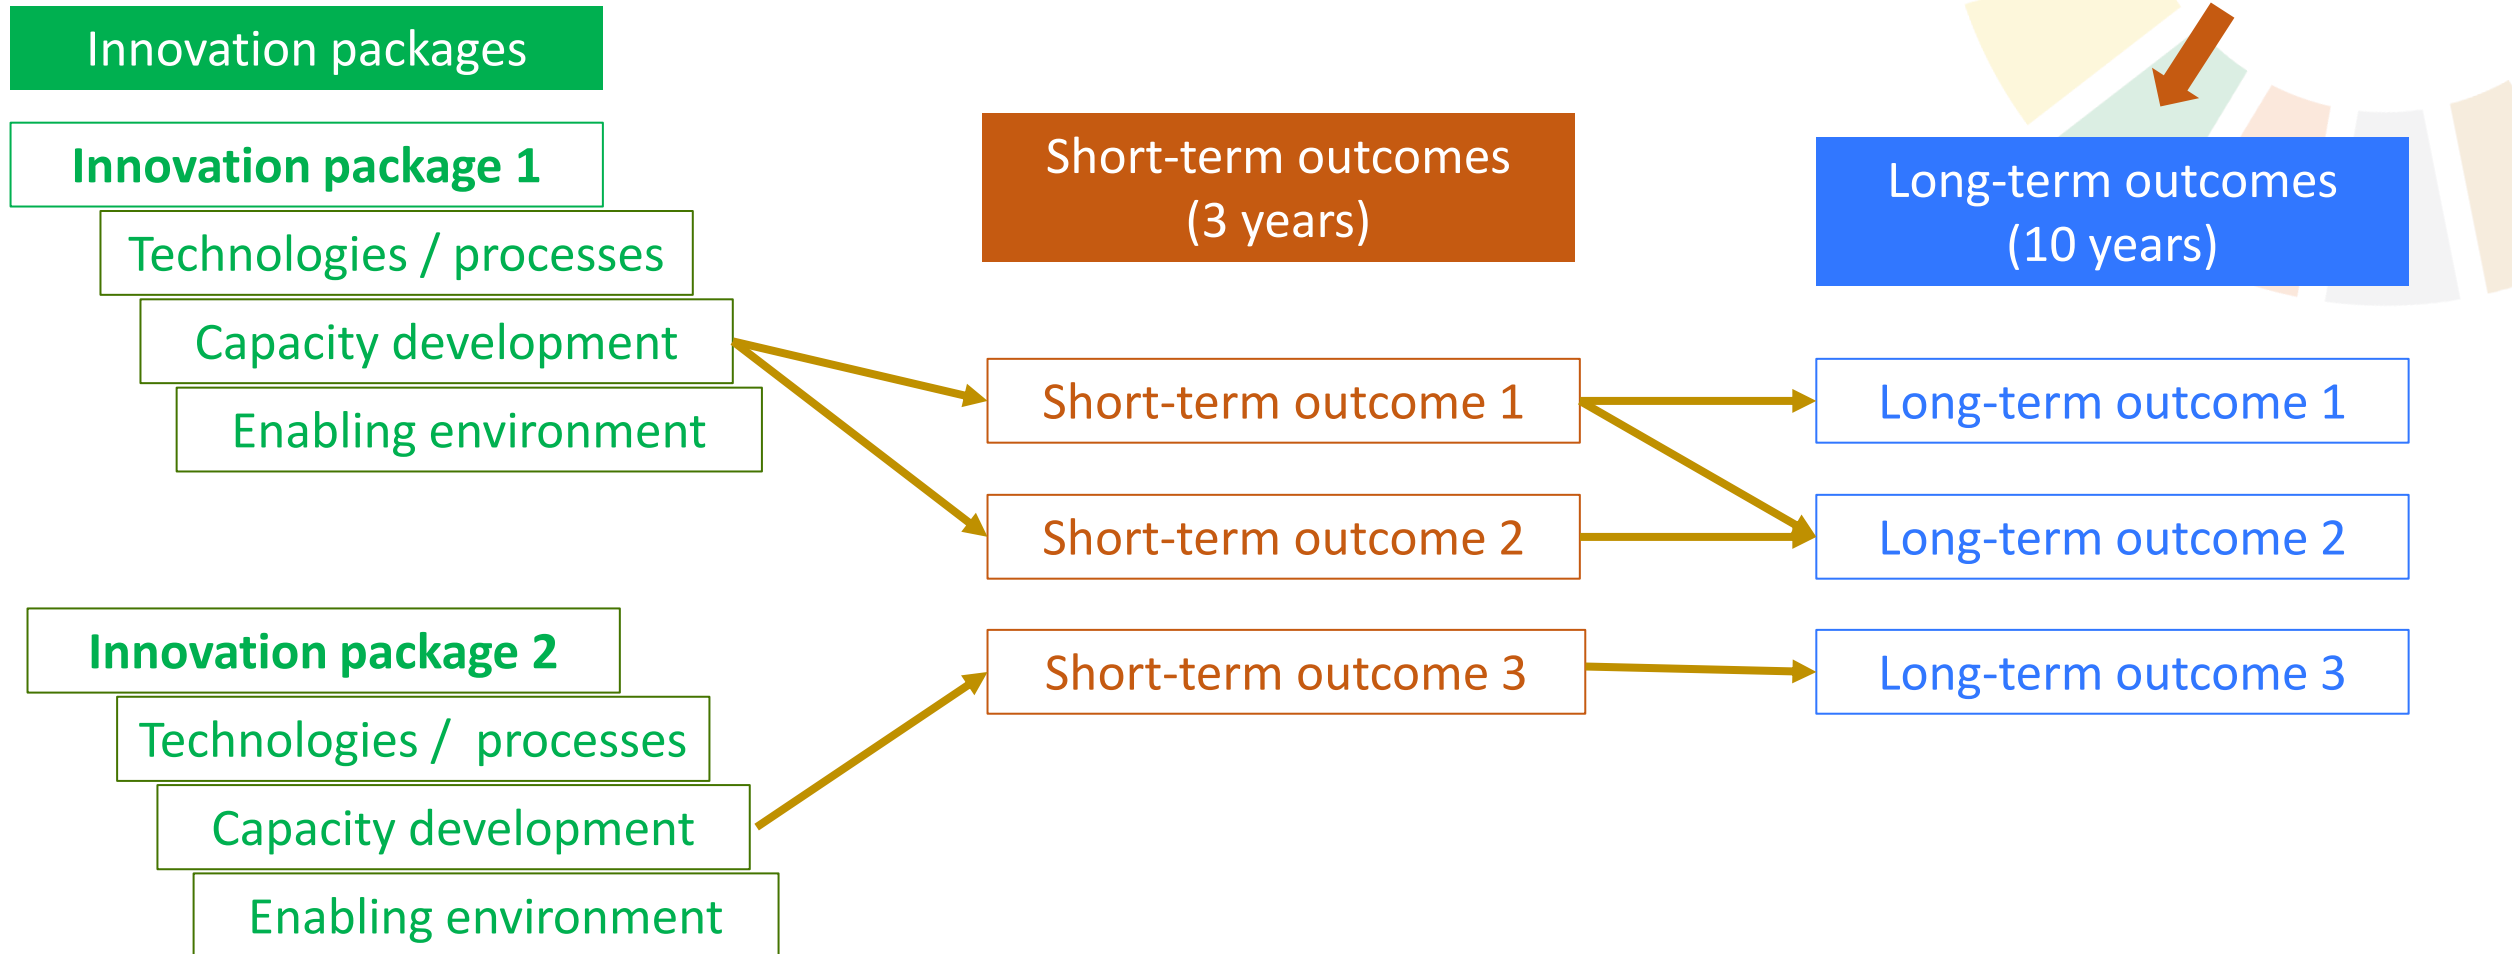 Innovation packages
Innovation package 1
Technologies / processes
Capacity development
Enabling environment
Innovation package 2
Technologies /  processes
Capacity development
Enabling environment
Short-term outcomes
(3 years)
Short-term outcome 1
Short-term outcome 2
Short-term outcome 3
Long-term outcomes
(10 years)
Long-term outcome 1
Long-term outcome 2
Long-term outcome 3